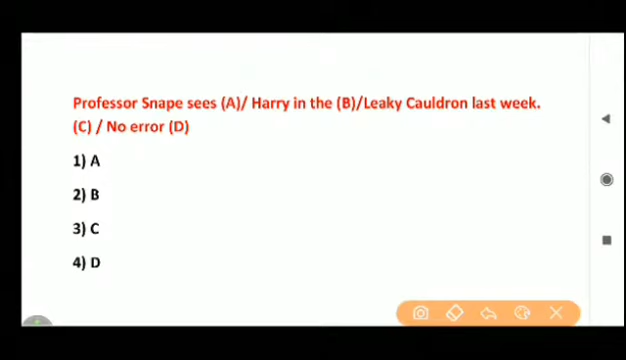 Professor Snape sees (A)/ Harry in the (B)/Leaky Cauldron last week.
(C) / No error (D)
1) A
2) B
3) C
4) D